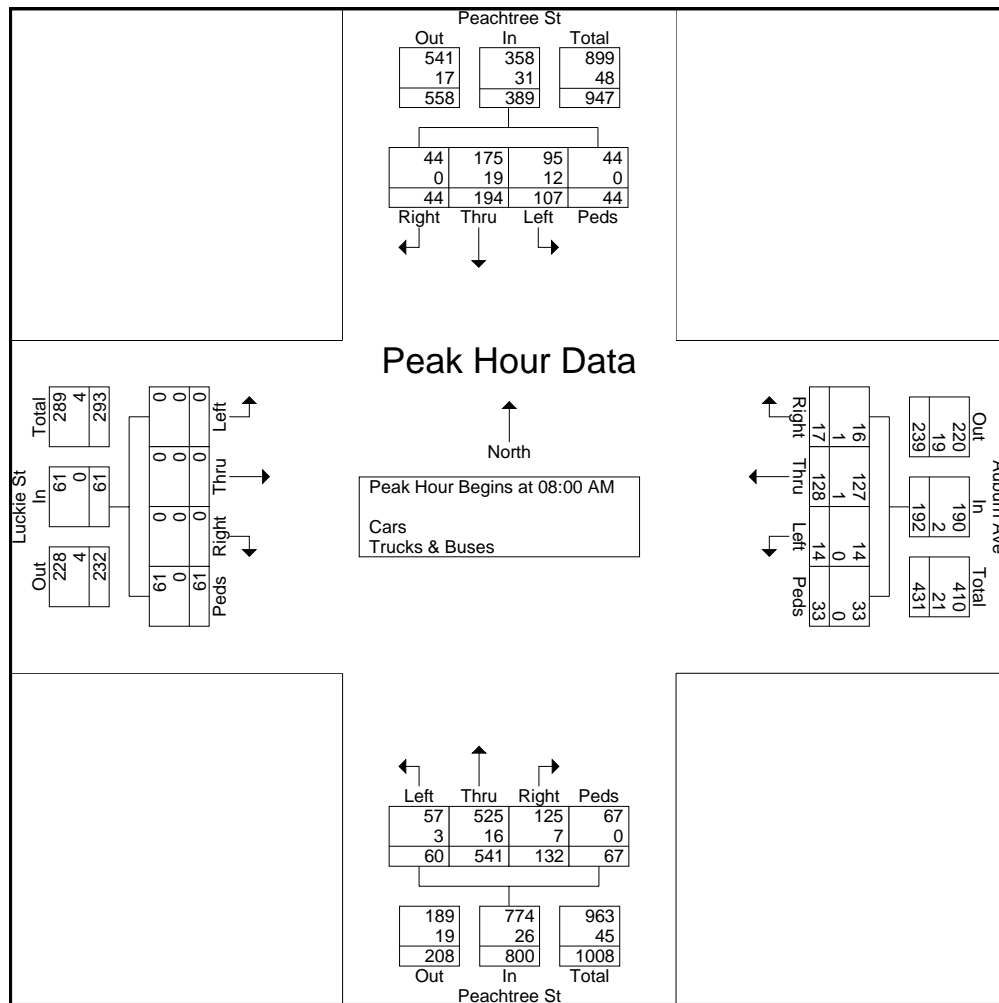 Peachtree St
Out In Total
541 358 899
17 31 48
558 389 947
44 175 95 44
0 19 12 0
44 194 107 44
Right Thru Left Peds
Peak Hour Data
North
Peak Hour Begins at 08:00 AM
Cars
Trucks & Buses
Luckie St
Total In Out
289 61 228
4 0 4
293 61 232
0 0 0 61
0 0 0 0
0 0 0 61
Left Thru Right Peds
Auburn Ave
Out In Total
220 190 410
19 2 21
239 192 431
16 127 14 33
1 1 0 0
17 128 14 33
Right Thru Left Peds
Left Thru Right Peds
57 525 125 67
3 16 7 0
60 541 132 67
189 774 963
19 26 45
208 800 1008
Out In Total
Peachtree St